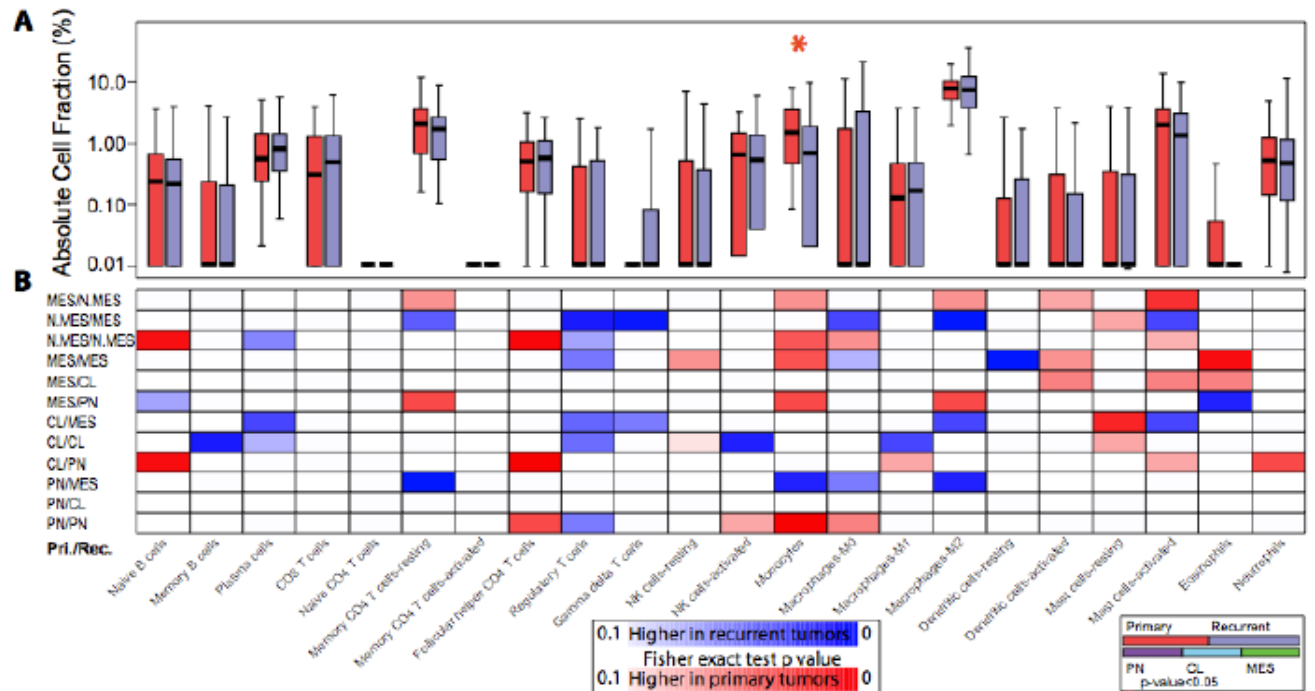 A
Absolute Cell Fraction (%)
*
10.0
1.00
0.10
0.01
B
MES/N.MES
N.MES/MES
N.MES/N.MES
MES/MES
MES/CL
MES/PN
CL/MES
CL/CL
CL/PN
PN/MES
PN/CL
PN/PN
Pri./Rec.
Naive B cells
Memory B cells
Plasma cells
CD8 T cells
Naive CD4 T cells
Memory CD4 T cells-resting
Memory CD4 T cells-activated
Follicular helper CD4 T cells
Regulatory T cells
Gamma delta T cells
NK cells-resting
NK cells-activated
Monocytes
Macrophages-M0
Macrophages-M1
Macrophages-M2
Dendritic cells-resting
Dendritic cells-activated
Mast cells-resting
Mast cells-activated
Eosinophils
Neutrophils
0.1 Higher in recurrent tumors 0
Fisher exact test p value
0.1 Higher in primary tumors 0
Primary Recurrent
PN CL MES
p-value<0.05